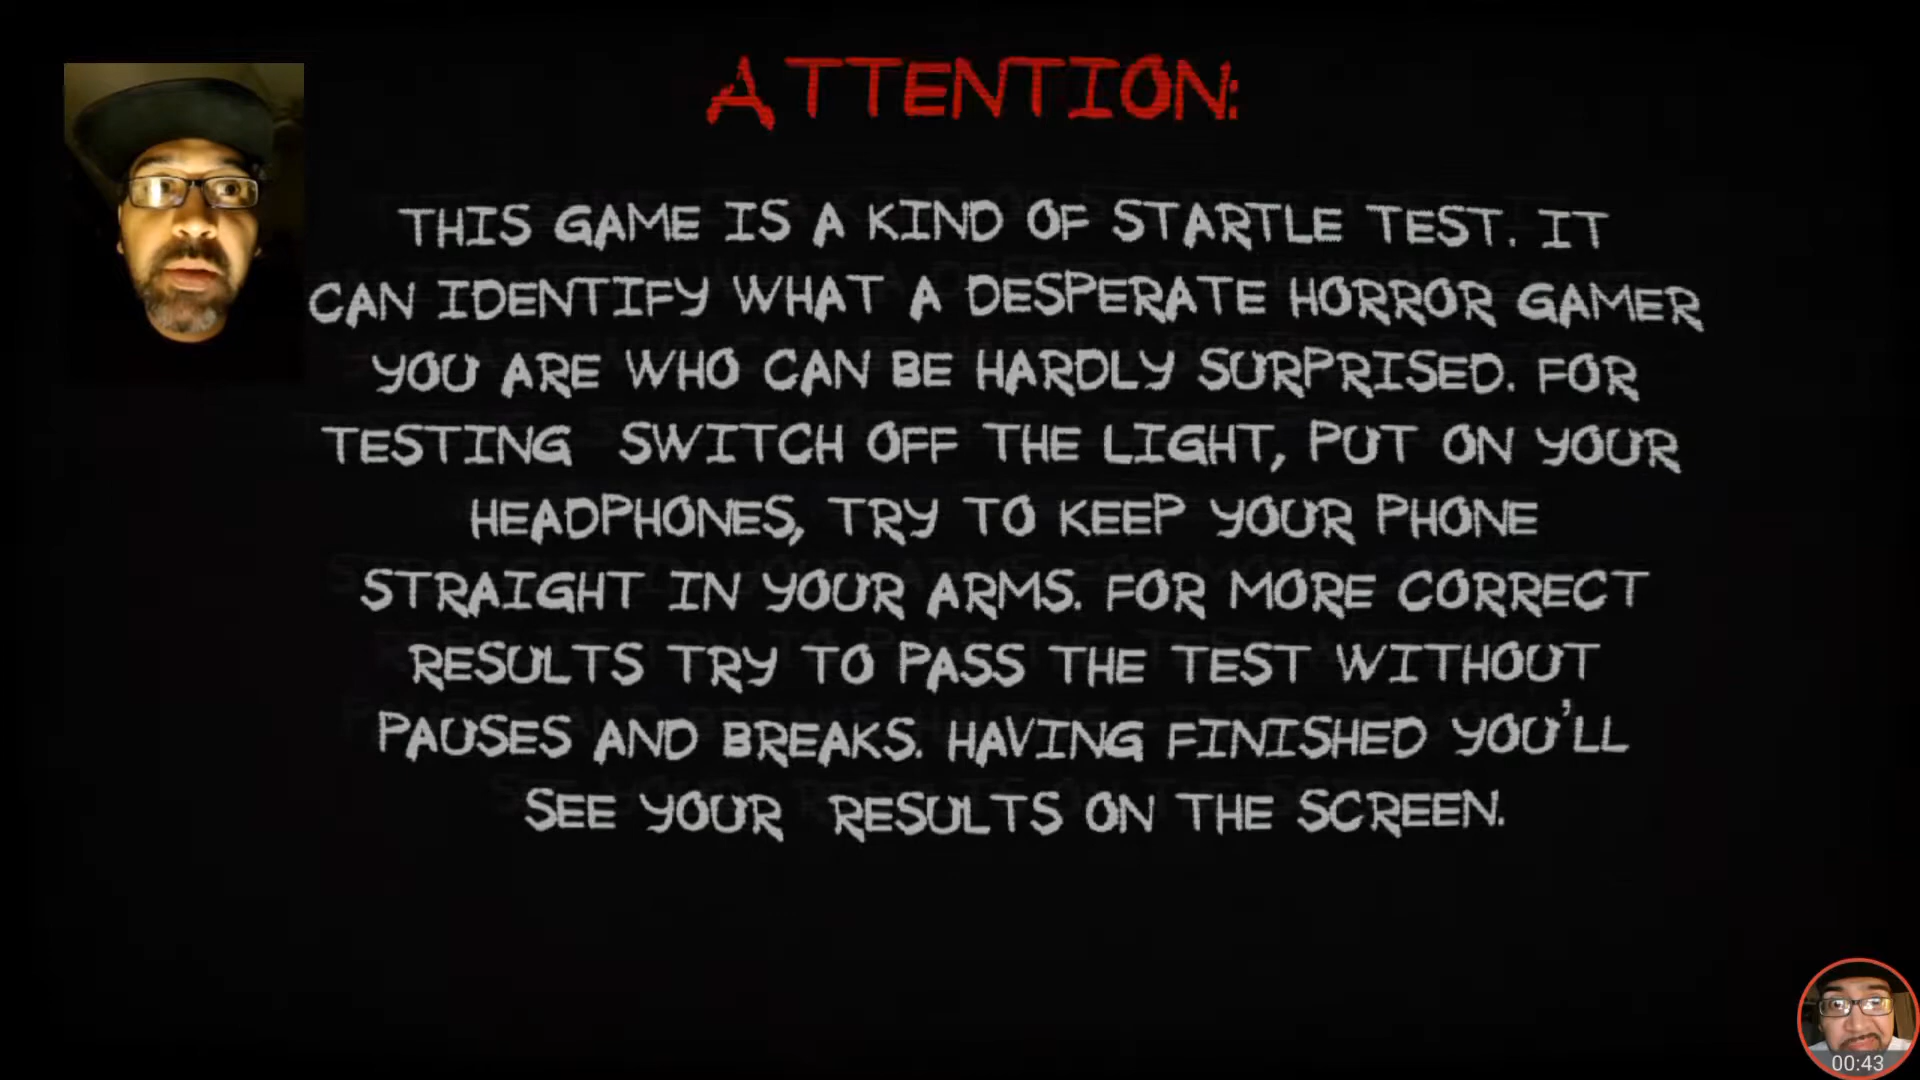 ATTENTION:
THIS GAME IS A KIND OF STARTLE TEST. IT
CAN IDENTIFY WHAT A DESPERATE HORROR GAMER
YOU ARE WHO CAN BE HARDLY SURPRISED. FOR
TESTING SWITCH OFF THE LIGHT, PUT ON YOUR
HEADPHONES, TRY TO KEEP YOUR PHONE
STRAIGHT IN YOUR ARMS. FOR MORE CORRECT
RESULTS TRY TO PASS THE TEST WITHOUT
PAUSES AND BREAKS. HAVING FINISHED YOU'LL
SEE YOUR RESULTS ON THE SCREEN.
00:43